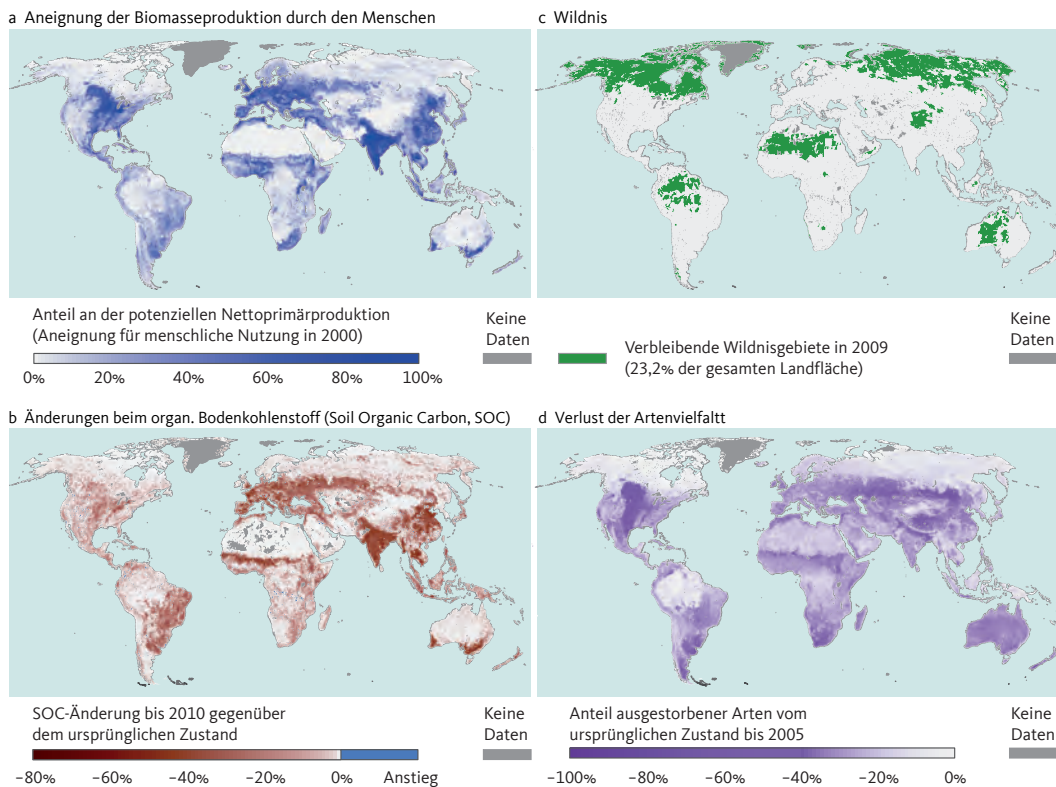 a Aneignung der Biomasseproduktion durch den Menschen
Anteil an der potenziellen Nettoprimärproduktion
(Aneignung für menschliche Nutzung in 2000)
Keine
Daten
0% 20% 40% 60% 80% 100%
c Wildnis
Verbleibende Wildnisgebiete in 2009
(23,2% der gesamten Landfläche)
Keine
Daten
b Änderungen beim organ. Bodenkohlenstoff (Soil Organic Carbon, SOC)
SOC-Änderung bis 2010 gegenüber
dem ursprünglichen Zustand
Keine
Daten
−80% −60% −40% −20% 0% Anstieg
d Verlust der Artenvielfaltt
Anteil ausgestorbener Arten vom
ursprünglichen Zustand bis 2005
Keine
Daten
−100% −80% −60% −40% −20% 0%